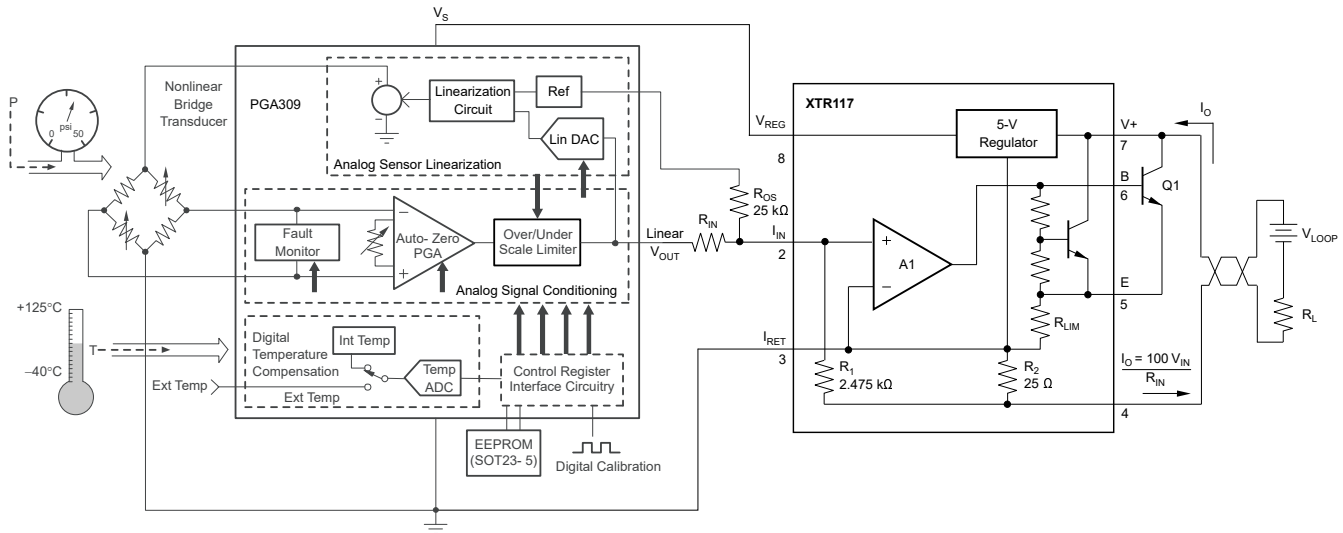 V_S
P
psi
0
50
Nonlinear
Bridge
Transducer
PGA309
+
−
Linearization
Circuit
Ref
Lin DAC
Analog Sensor Linearization
Fault
Monitor
−
Auto- Zero
PGA
+
Over/Under
Scale Limiter
Analog Signal Conditioning
Linear
V_OUT
R_IN
R_OS
25 kΩ
+125°C
T
−40°C
Digital
Temperature
Compensation
Int Temp
Ext Temp
Ext Temp
Temp
ADC
Control Register
Interface Circuitry
EEPROM
(SOT23- 5)
Digital Calibration
XTR117
V_REG
8
5-V
Regulator
V+
7
I_O
B
6
Q1
I_IN
2
+
A1
−
E
5
R_LIM
I_RET
3
R_1
2.475 kΩ
R_2
25 Ω
I_O = 100 V_IN
R_IN
4
V_LOOP
R_L